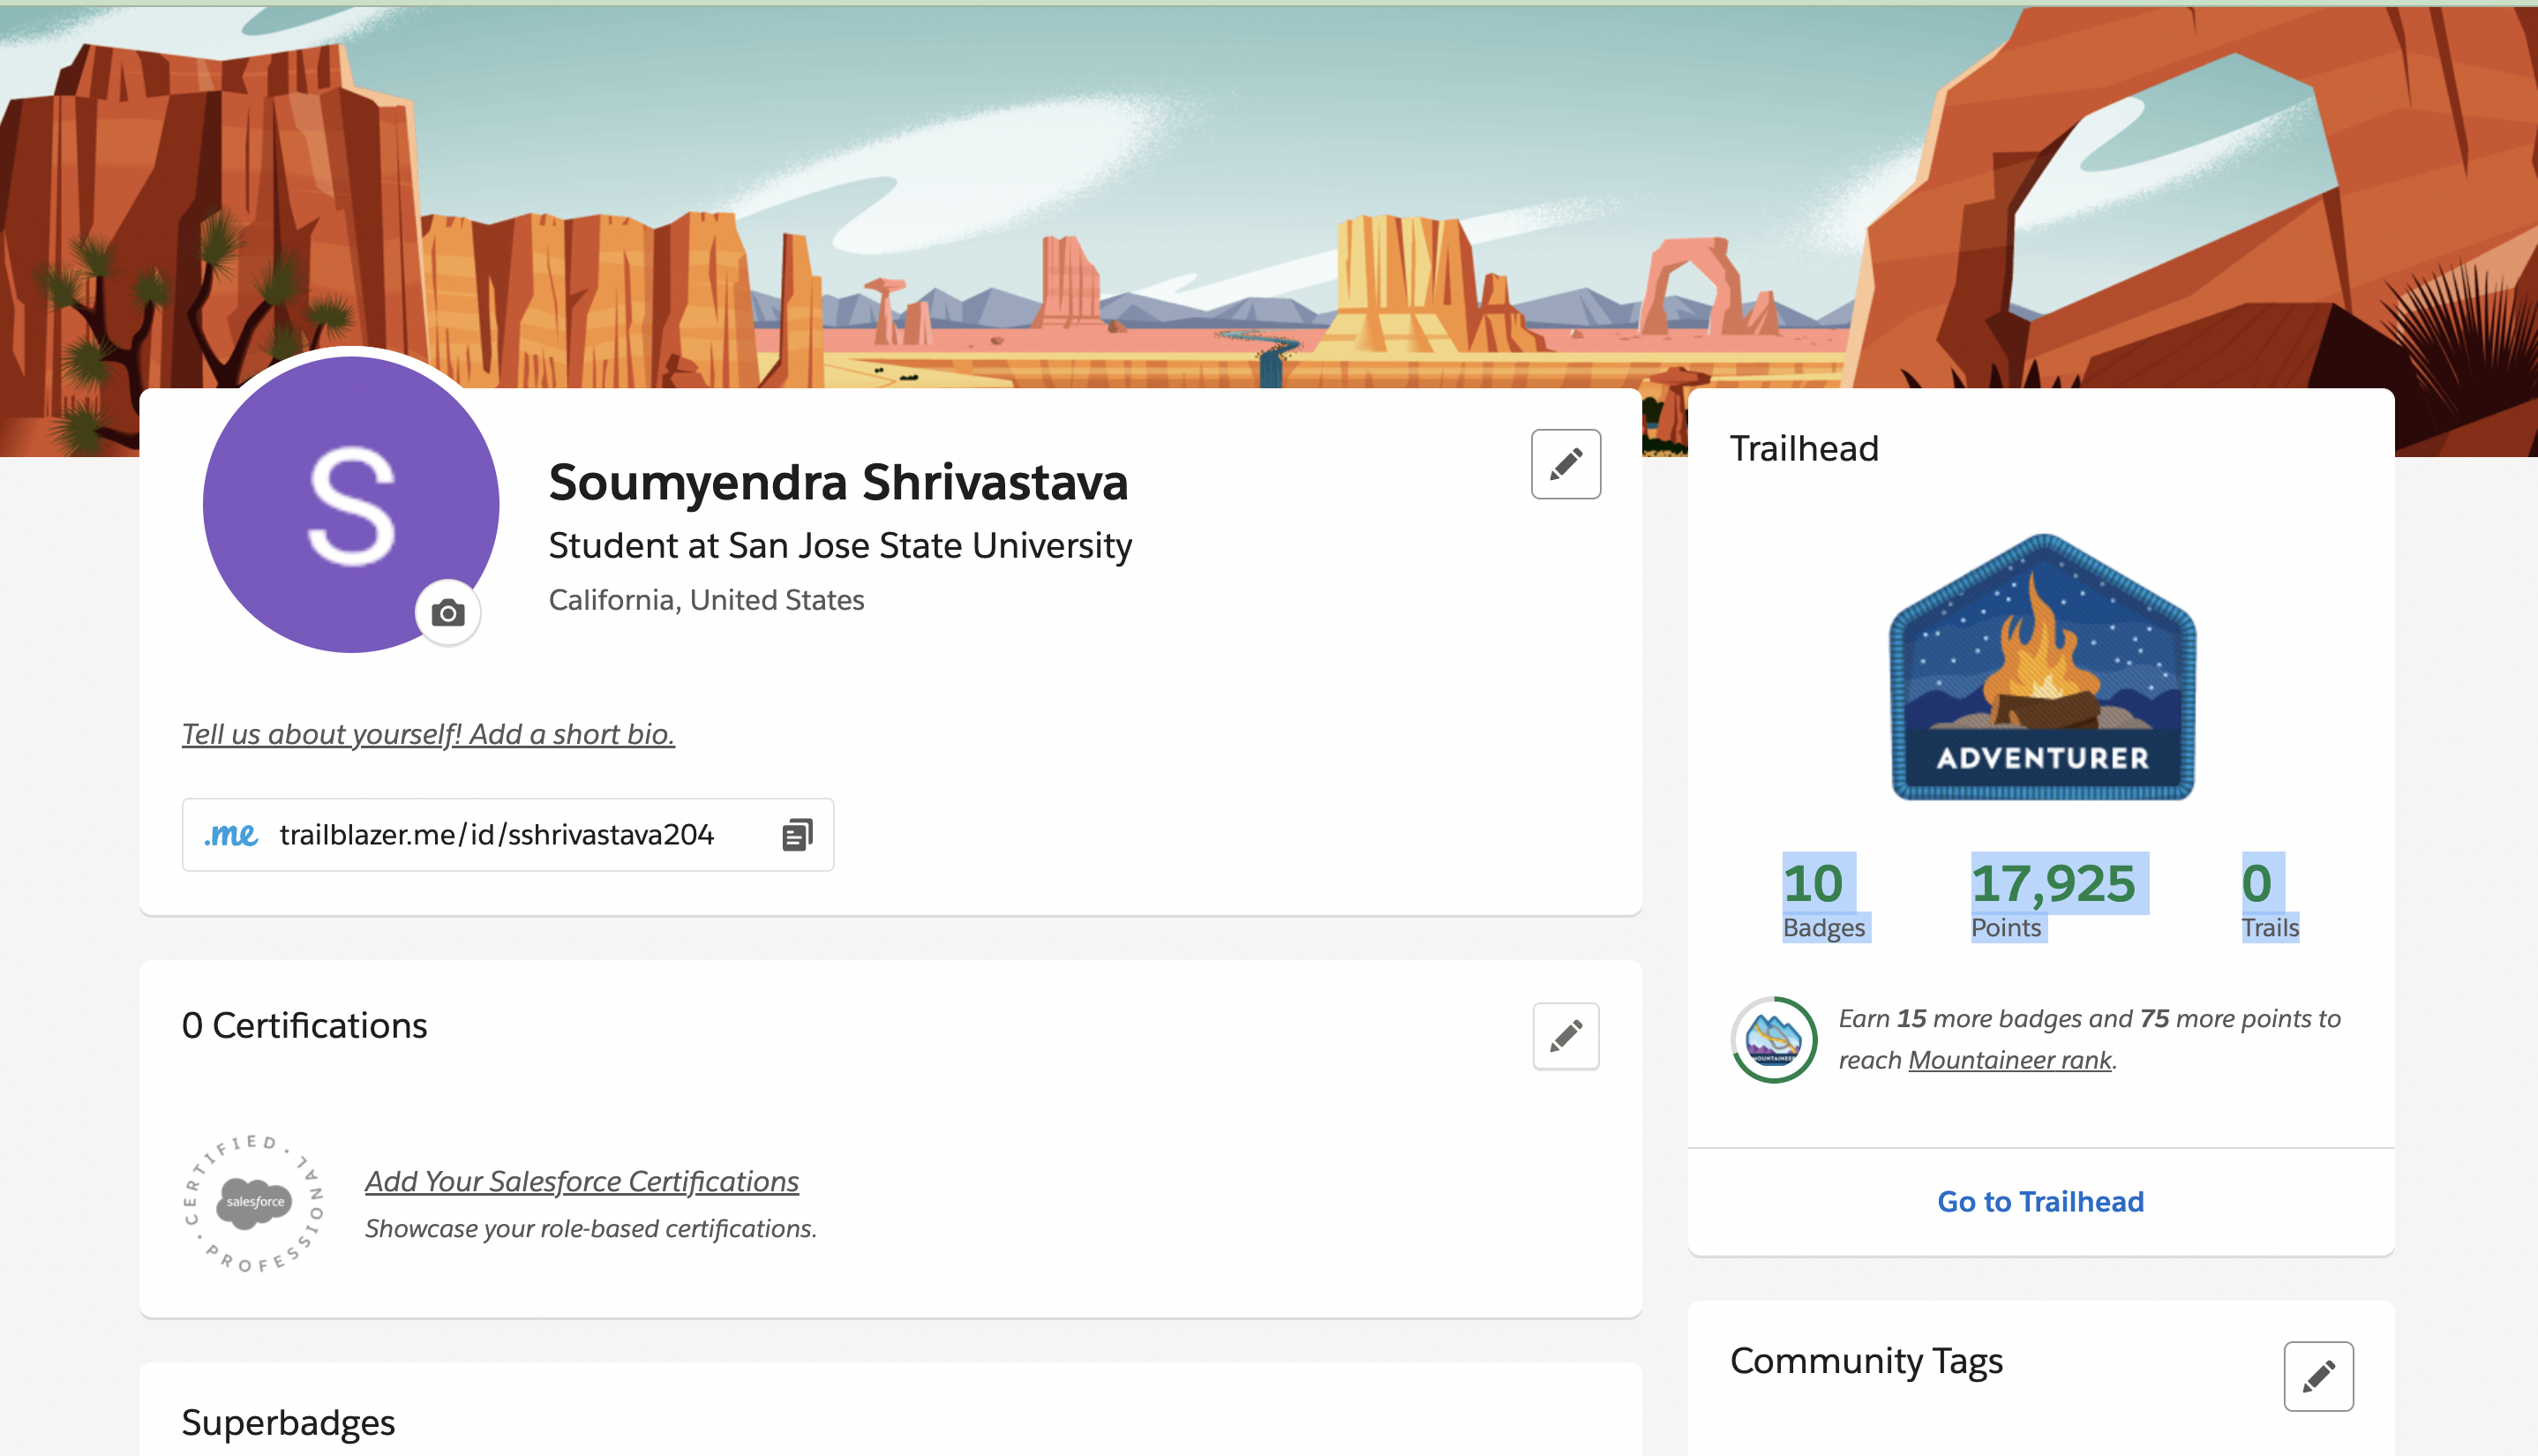 S
Soumyendra Shrivastava
Student at San Jose State University
California, United States
Tell us about yourself! Add a short bio.
.me trailblazer.me/id/sshrivastava204
0 Certifications
CERTIFIED · PROFESSIONAL ·
salesforce
Add Your Salesforce Certifications
Showcase your role-based certifications.
Superbadges
Trailhead
ADVENTURER
10 17,925 0
Badges Points Trails
MOUNTAINEER
Earn 15 more badges and 75 more points to
reach Mountaineer rank.
Go to Trailhead
Community Tags